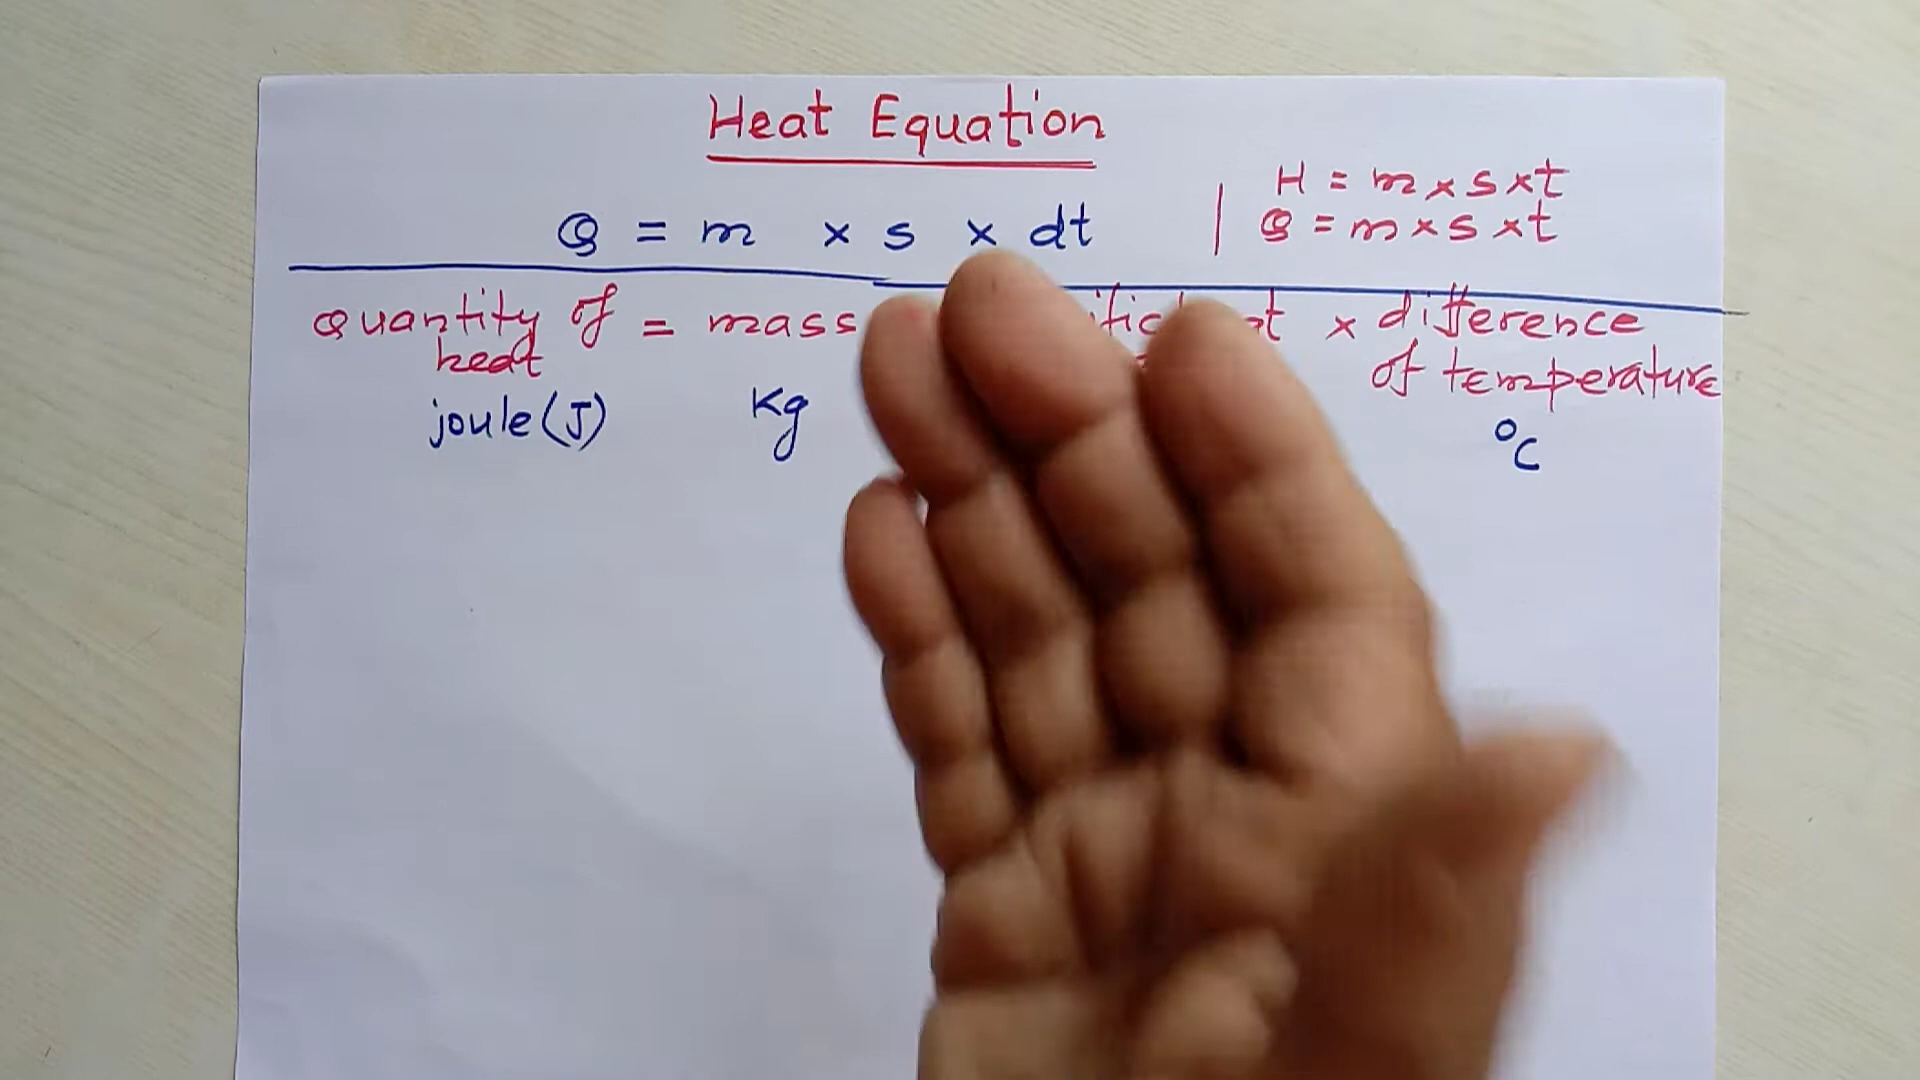 Heat Equation
H = m x s x t
Q = m x s x dt
Q = m x s x t
Quantity of = mass x difference
heat of temperature
joule (J) Kg °C